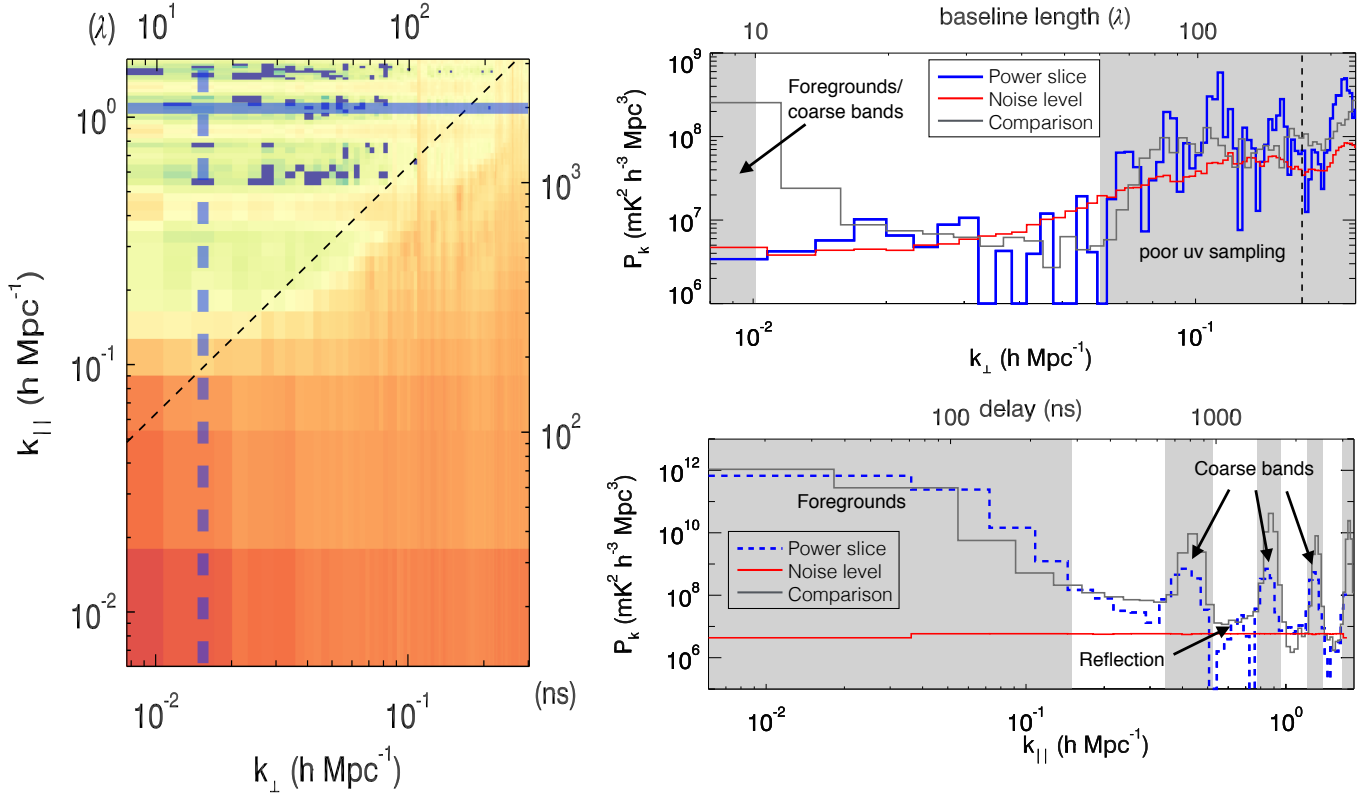 (λ) 10¹ 10²
10⁰
10⁻¹
10⁻²
k|| (h Mpc⁻¹)
10³
10²
10⁻² 10⁻¹ (ns)
k⊥ (h Mpc⁻¹)
baseline length (λ)
10 100
10⁹
10⁸
10⁷
10⁶
P_k (mK² h⁻³ Mpc³)
Foregrounds/
coarse bands
Power slice
Noise level
Comparison
poor uv sampling
10⁻² 10⁻¹
k⊥ (h Mpc⁻¹)
100 delay (ns) 1000
10¹²
10¹⁰
10⁸
10⁶
P_k (mK² h⁻³ Mpc³)
Foregrounds
Coarse bands
Power slice
Noise level
Comparison
Reflection
10⁻² 10⁻¹ 10⁰
k|| (h Mpc⁻¹)